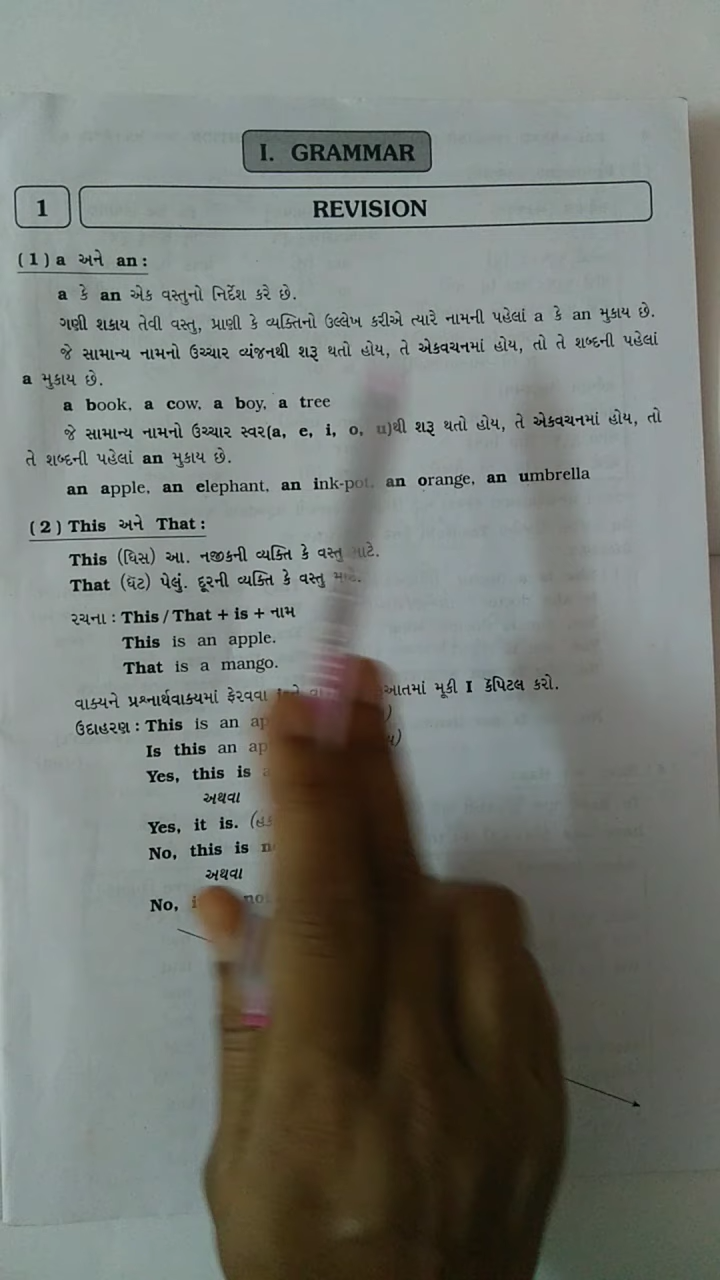 I. GRAMMAR
1
REVISION
(1) a અને an :
a કે an એક વસ્તુનો નિર્દેશ કરે છે.
ગણી શકાય તેવી વસ્તુ, પ્રાણી કે વ્યક્તિનો ઉલ્લેખ કરીએ ત્યારે નામની પહેલાં a કે an મુકાય છે.
જે સામાન્ય નામનો ઉચ્ચાર વ્યંજનથી શરૂ થતો હોય, તે એકવચનમાં હોય, તો તે શબ્દની પહેલાં
a મુકાય છે.
a book, a cow, a boy, a tree
જે સામાન્ય નામનો ઉચ્ચાર સ્વર(a, e, i, o, u)થી શરૂ થતો હોય, તે એકવચનમાં હોય, તો
તે શબ્દની પહેલાં an મુકાય છે.
an apple, an elephant, an ink-pot, an orange, an umbrella
(2) This અને That :
This (ધિસ) આ. નજીકની વ્યક્તિ કે વસ્તુ માટે.
That (ધૅટ) પેલું. દૂરની વ્યક્તિ કે વસ્તુ માટે.
રચના : This / That + is + નામ
This is an apple.
That is a mango.
વાક્યને પ્રશ્નાર્થવાક્યમાં ફેરવવા મૂકી I કૅપિટલ કરો.
ઉદાહરણ : This is an
Is this an
Yes, this is
અથવા
Yes, it is.
No, this is
અથવા
No,